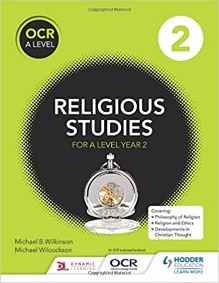 OCR
A LEVEL
2
RELIGIOUS
STUDIES
FOR A LEVEL YEAR 2
Covering:
• Philosophy of Religion
• Religion and Ethics
• Developments in
Christian Thought
Michael B.Wilkinson
Michael Wilcockson
DYNAMIC
LEARNING
OCR
HODDER
EDUCATION
LEARN MORE